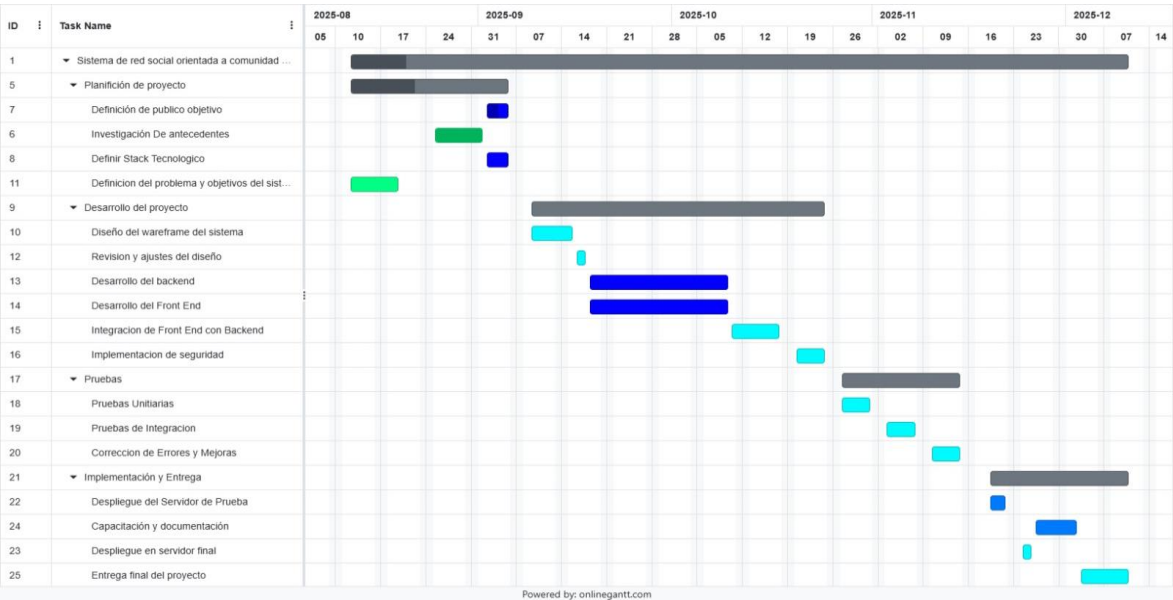 ID Task Name 2025-08 2025-09 2025-10 2025-11 2025-12
05 10 17 24 31 07 14 21 28 05 12 19 26 02 09 16 23 30 07 14
1 Sistema de red social orientada a comunidad ...
5 Planifición de proyecto
7 Definición de publico objetivo
6 Investigación De antecedentes
8 Definir Stack Tecnologico
11 Definicion del problema y objetivos del sist...
9 Desarrollo del proyecto
10 Diseño del wareframe del sistema
12 Revision y ajustes del diseño
13 Desarrollo del backend
14 Desarrollo del Front End
15 Integracion de Front End con Backend
16 Implementacion de seguridad
17 Pruebas
18 Pruebas Unitiarias
19 Pruebas de Integracion
20 Correccion de Errores y Mejoras
21 Implementación y Entrega
22 Despliegue del Servidor de Prueba
24 Capacitación y documentación
23 Despliegue en servidor final
25 Entrega final del proyecto
Powered by: onlinegantt.com